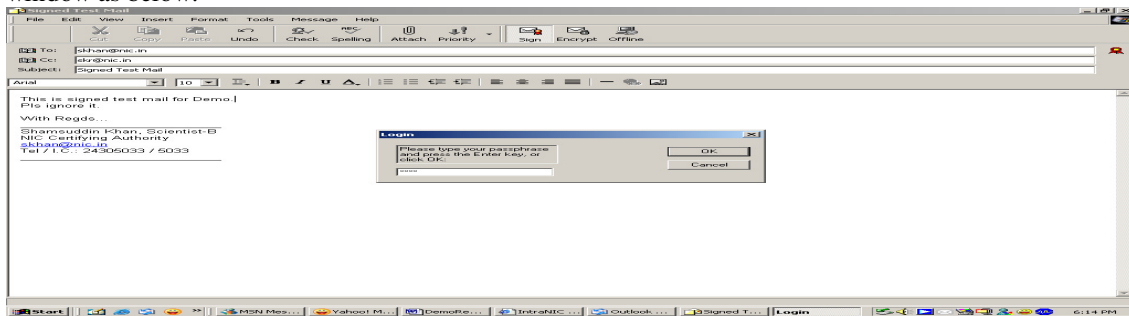 window as below.
Signed Test Mail
File Edit View Insert Format Tools Message Help
Cut Copy Paste Undo Check Spelling Attach Priority Sign Encrypt Offline
To: skhan@nic.in
Cc: skr@nic.in
Subject: Signed Test Mail
Arial 10
This is signed test mail for Demo.
Pls ignore it.
With Regds...
Shamsuddin Khan, Scientist-B
NIC Certifying Authority
skhan@nic.in
Tel / I.C.: 24305033 / 5033
Login
Please type your passphrase
and press the Enter key, or
click OK:
****
OK
Cancel
Start MSN Mes... Yahoo! M... DemoRe... IntraNIC ... Outlook ... Signed T... Login 6:14 PM